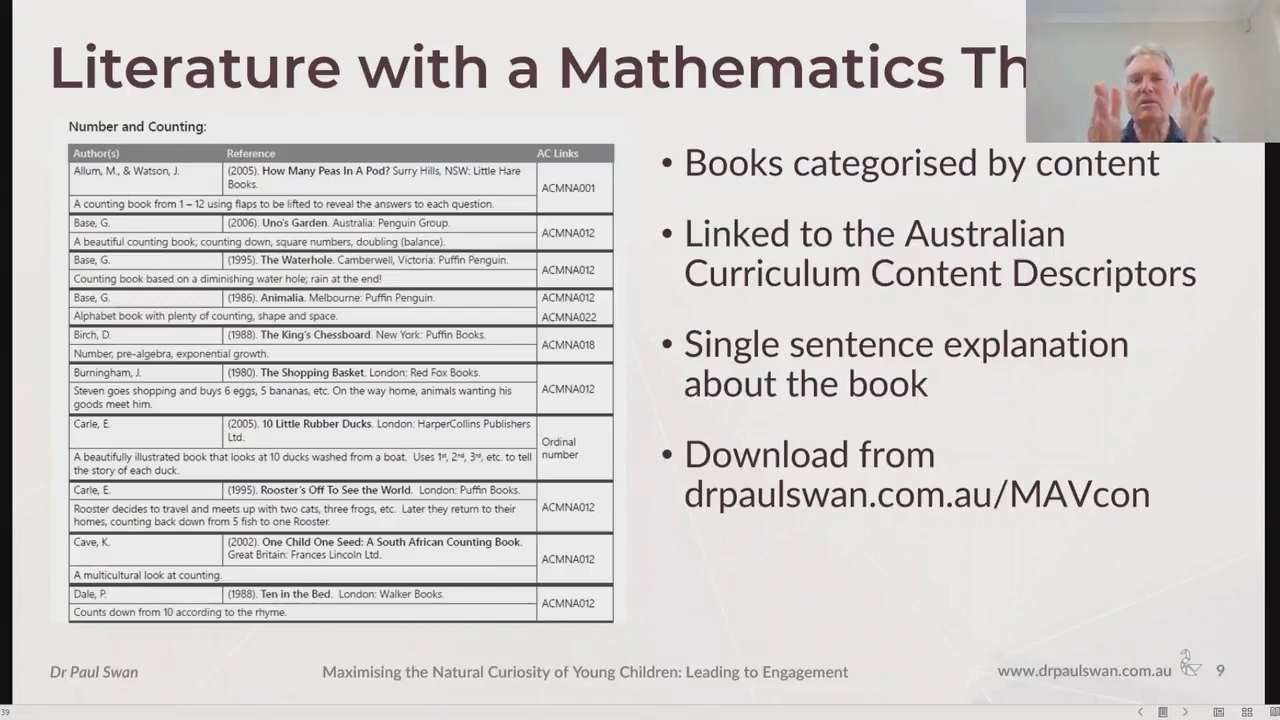 Literature with a Mathematics Th
Number and Counting:
Author(s) Reference AC Links
Allum, M., & Watson, J. (2005). How Many Peas In A Pod? Surry Hills, NSW: Little Hare
Books.
ACMNA001
A counting book from 1 – 12 using flaps to be lifted to reveal the answers to each question.
Base, G. (2006). Uno's Garden. Australia: Penguin Group.
ACMNA012
A beautiful counting book; counting down, square numbers, doubling (balance).
Base, G. (1995). The Waterhole. Camberwell, Victoria: Puffin Penguin.
ACMNA012
Counting book based on a diminishing water hole; rain at the end!
Base, G. (1986). Animalia. Melbourne: Puffin Penguin. ACMNA012
Alphabet book with plenty of counting, shape and space. ACMNA022
Birch, D. (1988). The King's Chessboard. New York: Puffin Books.
ACMNA018
Number, pre-algebra, exponential growth.
Burningham, J. (1980). The Shopping Basket. London: Red Fox Books.
ACMNA012
Steven goes shopping and buys 6 eggs, 5 bananas, etc. On the way home, animals wanting his
goods meet him.
Carle, E. (2005). 10 Little Rubber Ducks. London: HarperCollins Publishers
Ltd.
Ordinal
number
A beautifully illustrated book that looks at 10 ducks washed from a boat. Uses 1st, 2nd, 3rd, etc. to tell
the story of each duck.
Carle, E. (1995). Rooster's Off To See the World. London: Puffin Books.
ACMNA012
Rooster decides to travel and meets up with two cats, three frogs, etc. Later they return to their
homes, counting back down from 5 fish to one Rooster.
Cave, K. (2002). One Child One Seed: A South African Counting Book.
Great Britain: Frances Lincoln Ltd.
ACMNA012
A multicultural look at counting.
Dale, P. (1988). Ten in the Bed. London: Walker Books.
ACMNA012
Counts down from 10 according to the rhyme.
• Books categorised by content
• Linked to the Australian
Curriculum Content Descriptors
• Single sentence explanation
about the book
• Download from
drpaulswan.com.au/MAVcon
Dr Paul Swan Maximising the Natural Curiosity of Young Children: Leading to Engagement www.drpaulswan.com.au 9
39